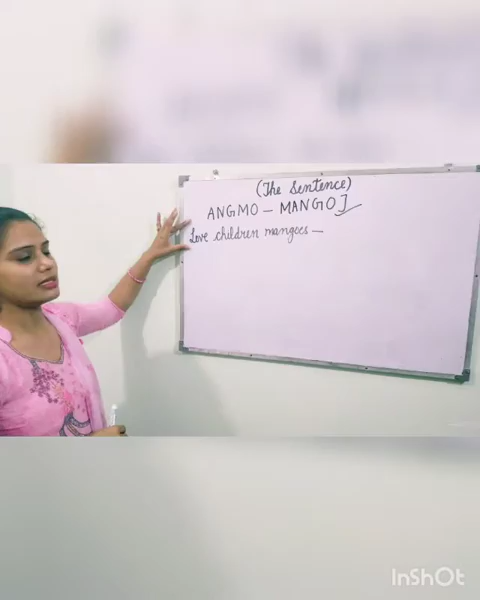 (The Sentence)
ANGMO – MANGO]✓
Love children mangoes –
InShOt